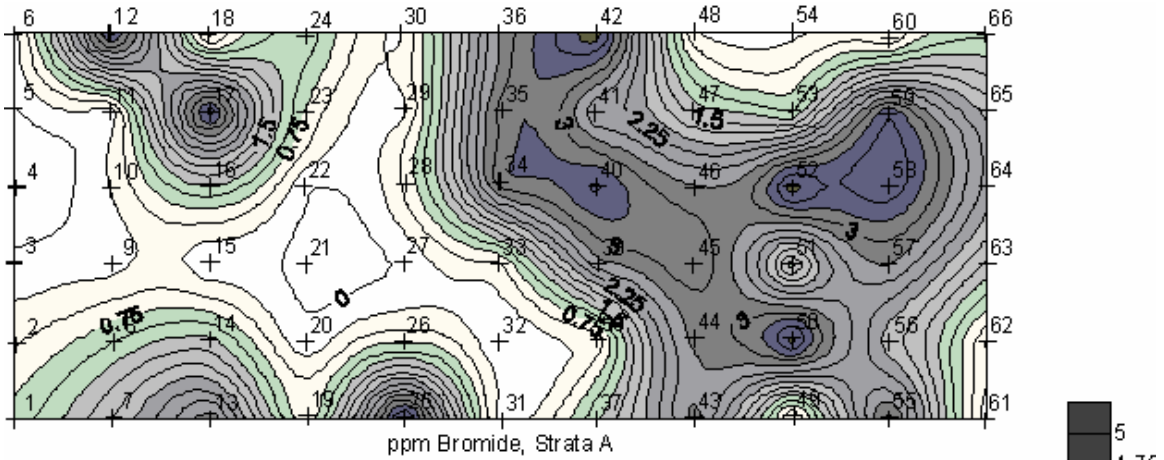 6 12 18 24 30 36 42 48 54 60 66
5 11 17 23 29 35 41 47 53 59 65
1.5 0.75 3 2.25 1.5
4 10 16 22 28 34 40 46 52 58 64
3 9 15 21 27 33 39 45 51 57 63
3 3
0 2.25
0.75 0.75
2 8 14 20 26 32 44 3 50 56 62
1 7 13 19 25 31 37 43 49 55 61
ppm Bromide, Strata A
5